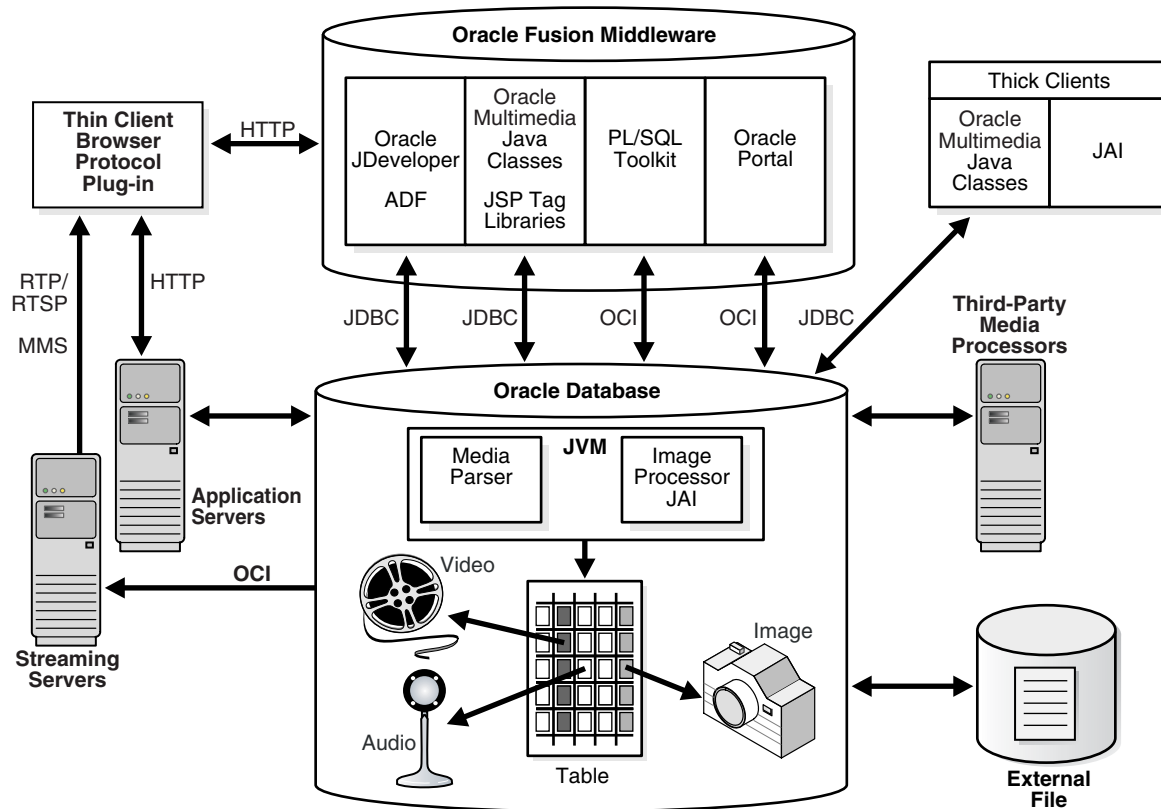 Oracle Fusion Middleware
Oracle
JDeveloper
ADF
Oracle
Multimedia
Java
Classes
JSP Tag
Libraries
PL/SQL
Toolkit
Oracle
Portal
Thick Clients
Oracle
Multimedia
Java
Classes
JAI
Thin Client
Browser
Protocol
Plug-in
HTTP
RTP/
RTSP
MMS
HTTP
JDBC
JDBC
OCI
OCI
JDBC
Third-Party
Media
Processors
Oracle Database
JVM
Media
Parser
Image
Processor
JAI
Application
Servers
OCI
Streaming
Servers
Video
Audio
Image
Table
External
File